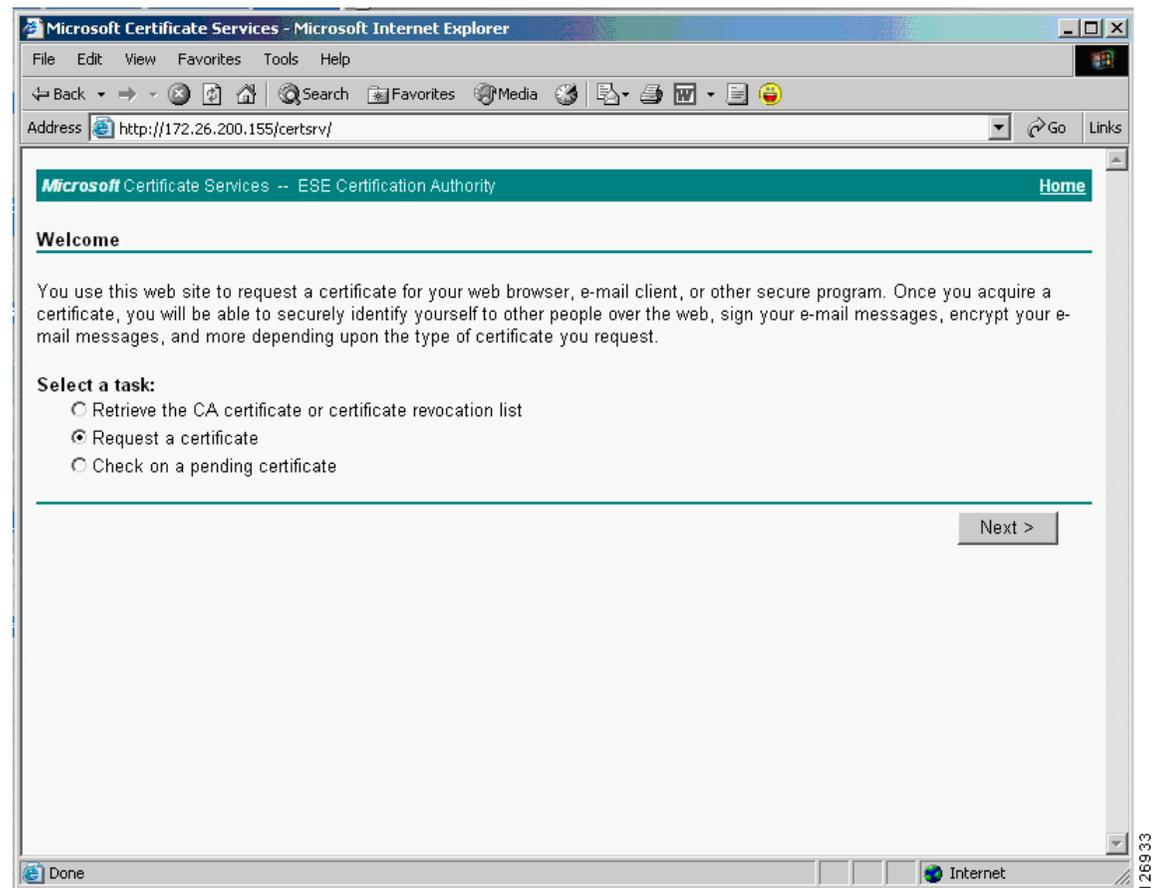 Microsoft Certificate Services - Microsoft Internet Explorer
File Edit View Favorites Tools Help
Back Search Favorites Media
Address http://172.26.200.155/certsrv/ Go Links
Microsoft Certificate Services -- ESE Certification Authority Home
Welcome
You use this web site to request a certificate for your web browser, e-mail client, or other secure program. Once you acquire a
certificate, you will be able to securely identify yourself to other people over the web, sign your e-mail messages, encrypt your e-
mail messages, and more depending upon the type of certificate you request.
Select a task:
Retrieve the CA certificate or certificate revocation list
Request a certificate
Check on a pending certificate
Next >
Done Internet
126933